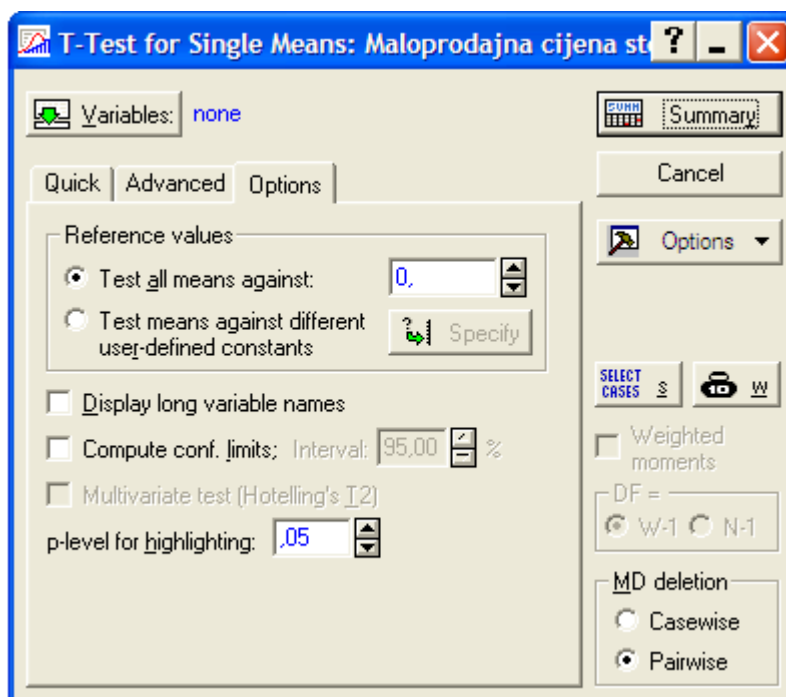 T-Test for Single Means: Maloprodajna cijena
Variables: none
Summary
Quick Advanced Options
Cancel
Options
Reference values
Test all means against: 0,
Test means against different
user-defined constants
Specify
Display long variable names
Compute conf. limits; Interval: 95,00 %
Multivariate test (Hotelling's T2)
p-level for highlighting: ,05
SELECT
CASES S
W
Weighted
moments
DF =
W-1 N-1
MD deletion
Casewise
Pairwise